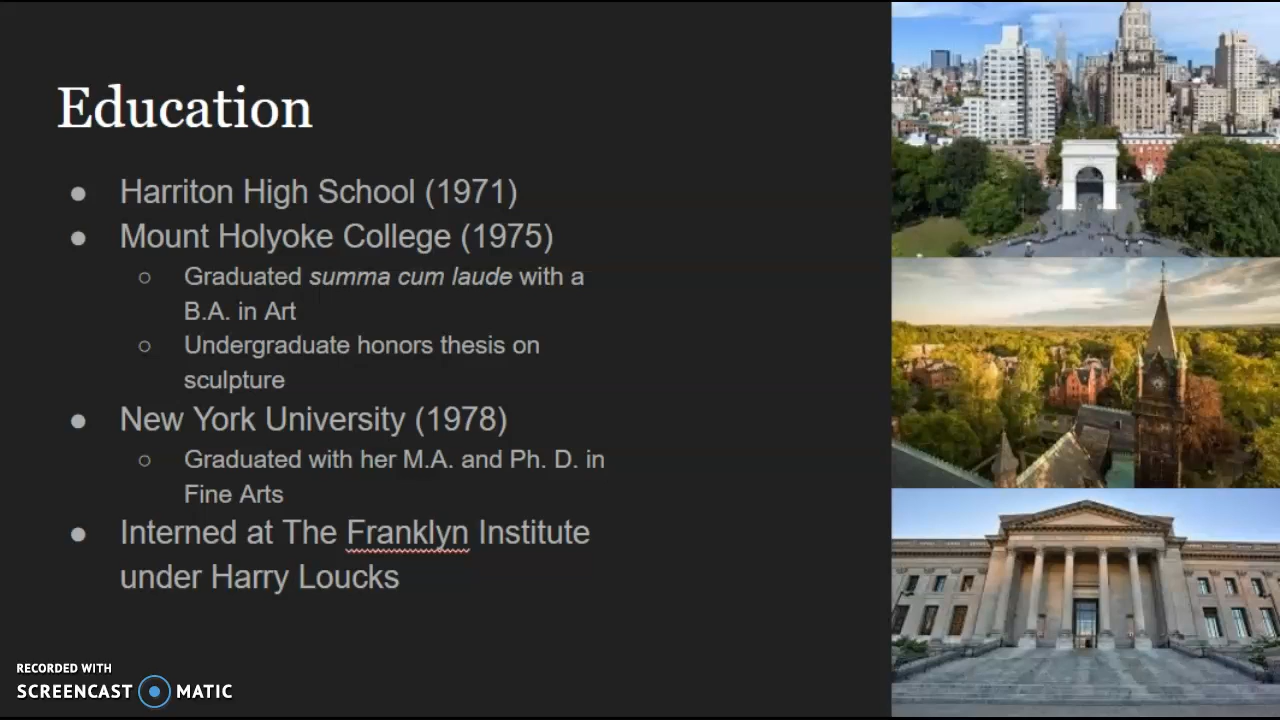 Education
● Harriton High School (1971)
● Mount Holyoke College (1975)
○ Graduated summa cum laude with a
B.A. in Art
○ Undergraduate honors thesis on
sculpture
● New York University (1978)
○ Graduated with her M.A. and Ph. D. in
Fine Arts
● Interned at The Franklyn Institute
under Harry Loucks
RECORDED WITH
SCREENCAST MATIC